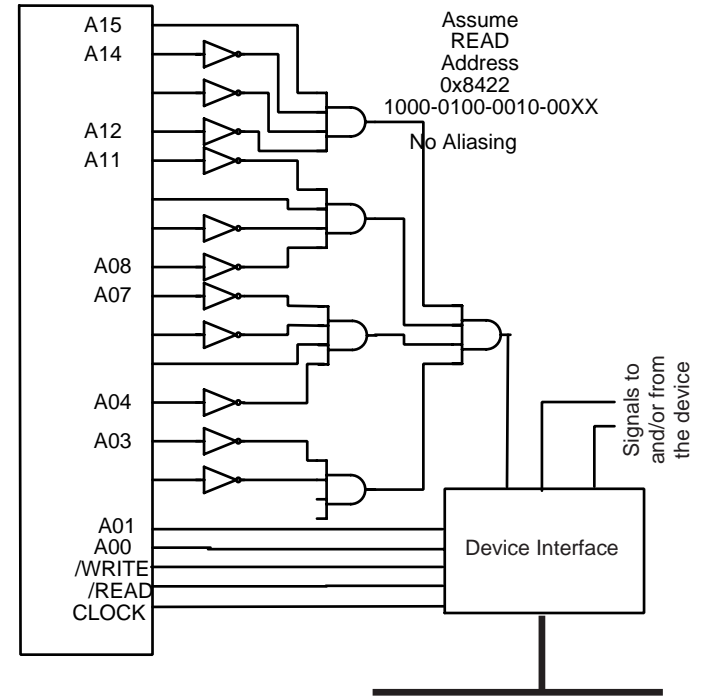 A15
A14
A12
A11
A08
A07
A04
A03
A01
A00
/WRITE
/READ
CLOCK
Assume
READ
Address
0x8422
1000-0100-0010-00XX
No Aliasing
Signals to
and/or from
the device
Device Interface